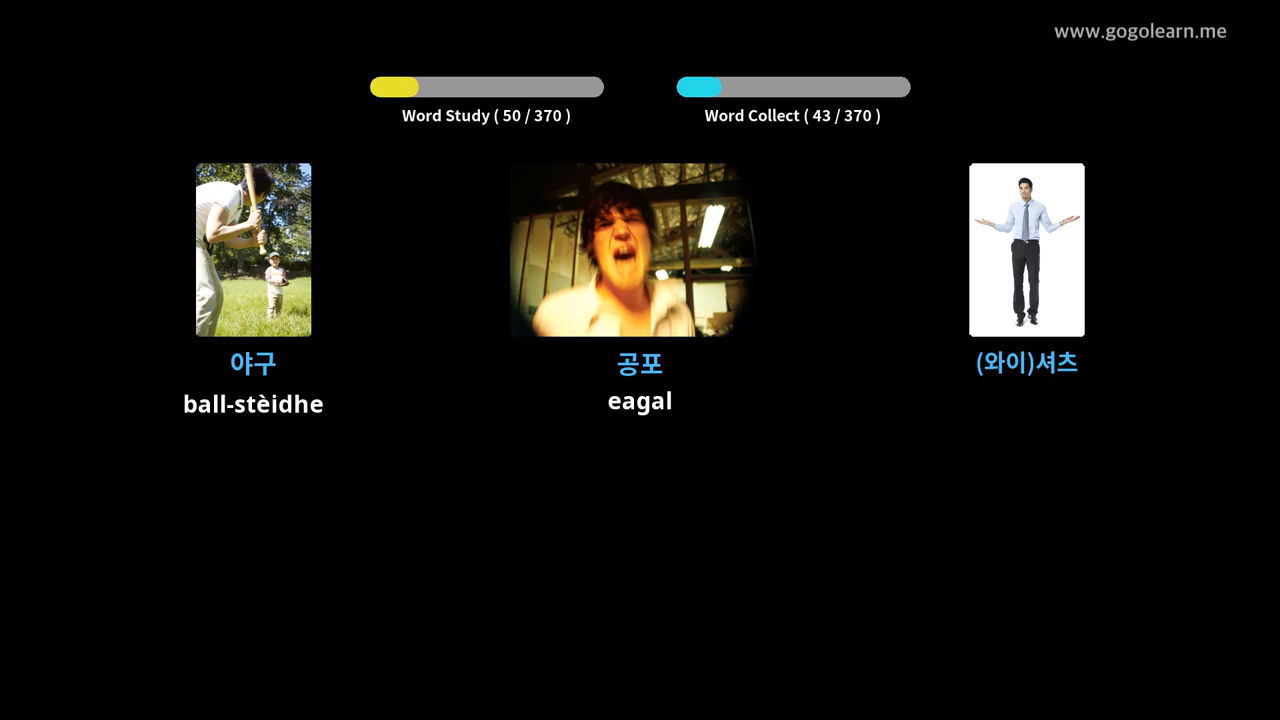 www.gogolearn.me
Word Study ( 50 / 370 )
Word Collect ( 43 / 370 )
야구
공포
(와이)셔츠
ball-stèidhe
eagal